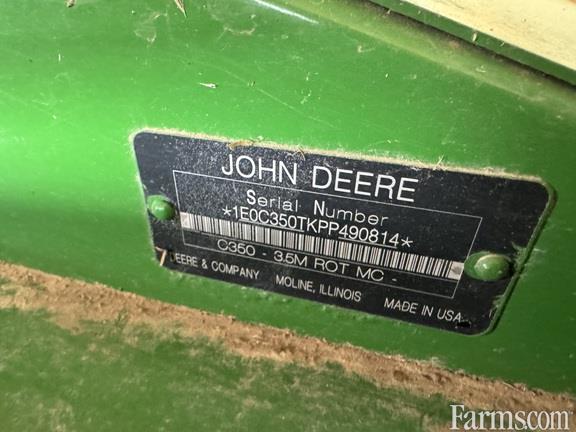 JOHN DEERE
Serial Number
*1E0C350TKPP490814*
C350 - 3.5M ROT MC -
DEERE & COMPANY MOLINE, ILLINOIS MADE IN USA
Farms.com